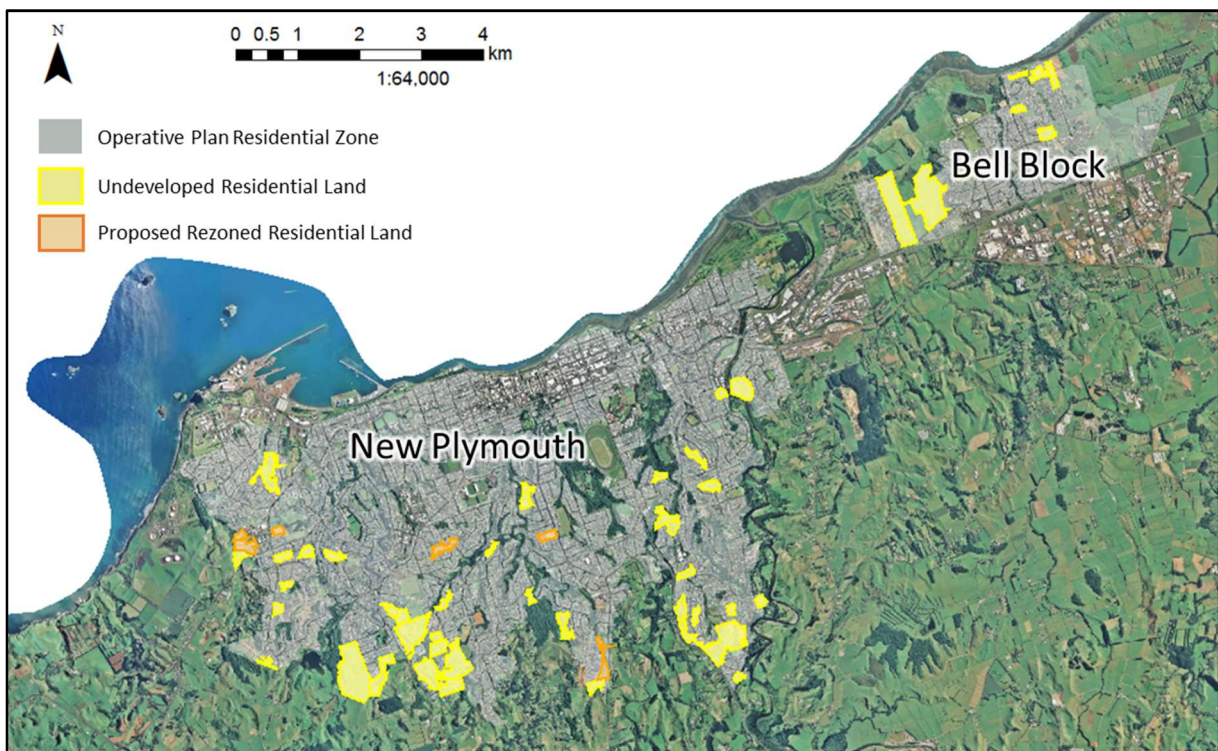 N
0 0.5 1 2 3 4
km
1:64,000
Operative Plan Residential Zone
Undeveloped Residential Land
Proposed Rezoned Residential Land
Bell Block
New Plymouth